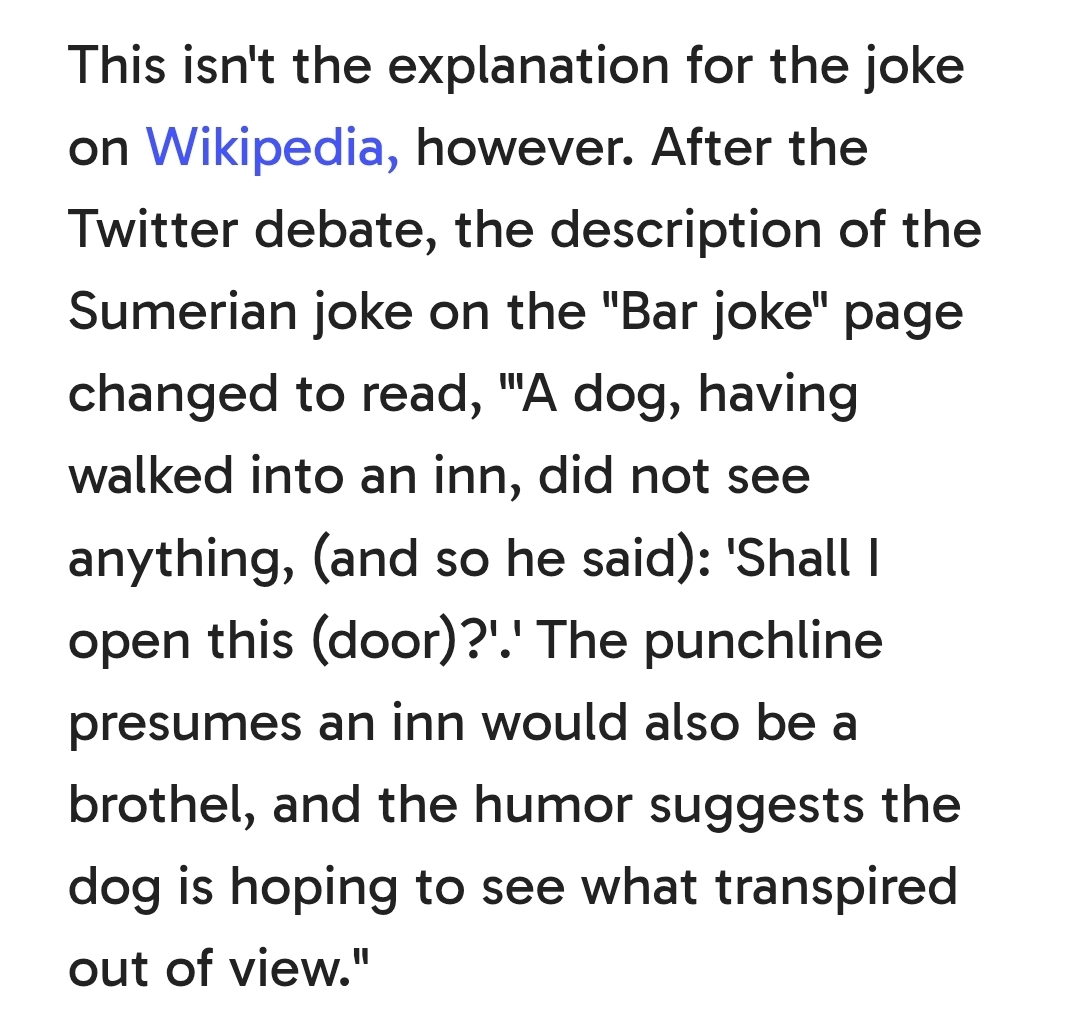 This isn't the explanation for the joke
on Wikipedia, however. After the
Twitter debate, the description of the
Sumerian joke on the "Bar joke" page
changed to read, "'A dog, having
walked into an inn, did not see
anything, (and so he said): 'Shall I
open this (door)?'.' The punchline
presumes an inn would also be a
brothel, and the humor suggests the
dog is hoping to see what transpired
out of view."